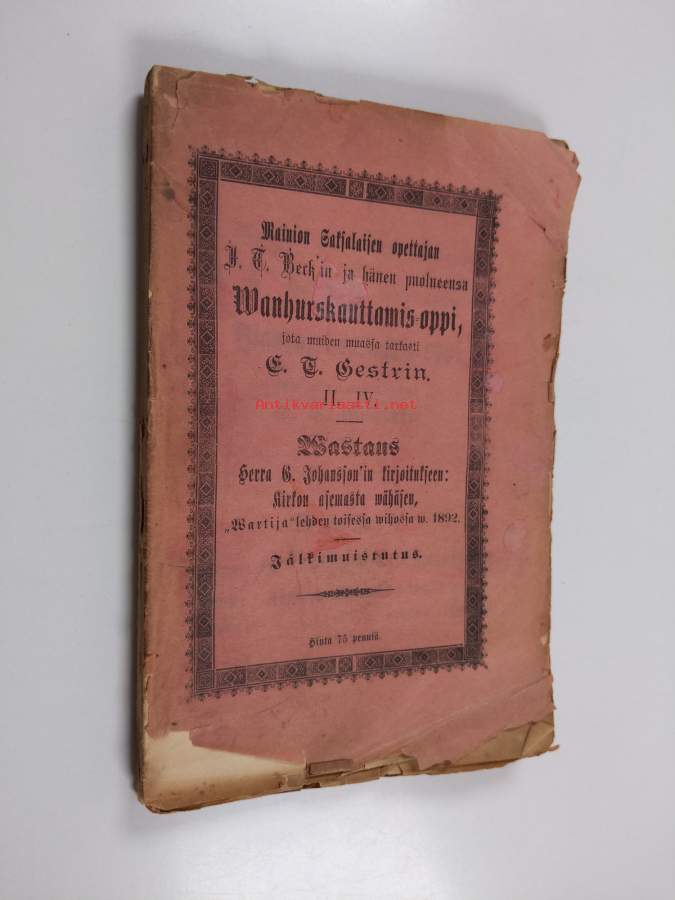 Mainion Saksalaisen opettajan
J. T. Beck'in ja hänen puolueensa
Wanhurskauttamis-oppi,
jota muiden muassa tarkasti
E. T. Gestrin.
II—IV.
Antikvariaatti.net
Wastaus
Herra G. Johansson'in kirjoitukseen:
Kirkon asemasta wähäsen,
„Wartija“ lehden toisessa wihossa w. 1892.
Jälkimuistutus.
Hinta 75 penniä.